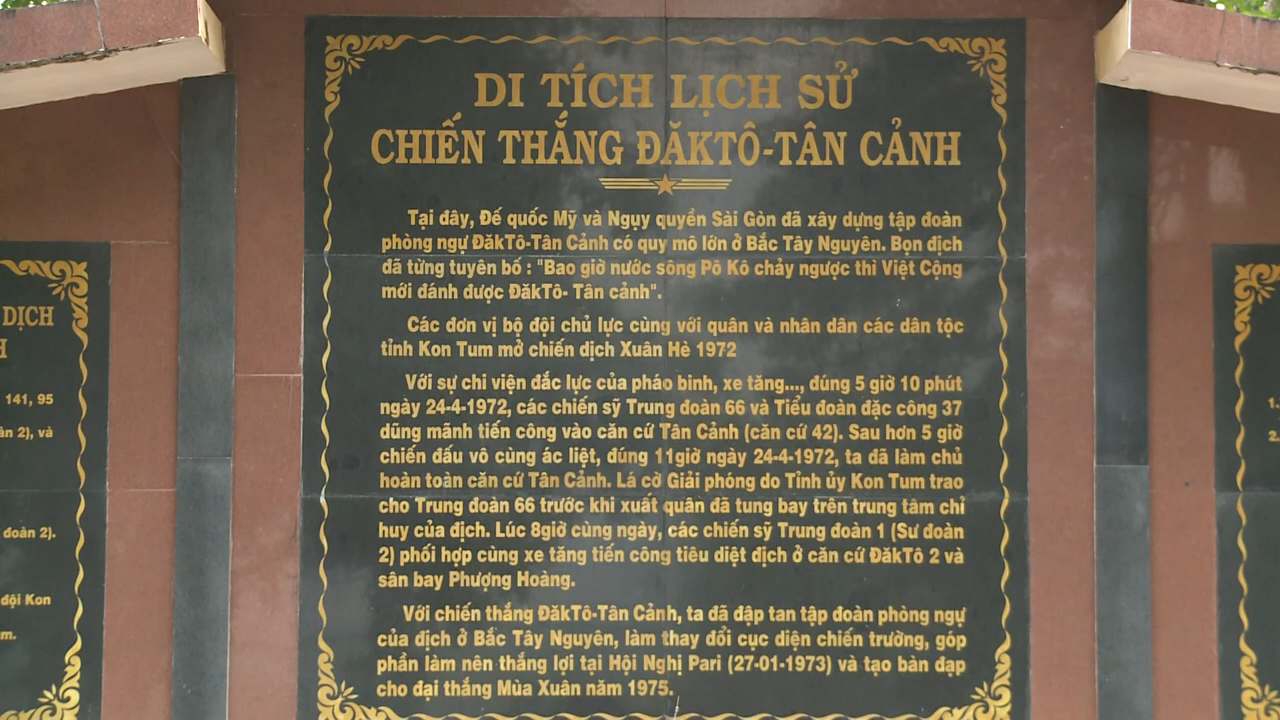 DI TÍCH LỊCH SỬ
CHIẾN THẮNG ĐĂKTÔ-TÂN CẢNH
Tại đây, Đế quốc Mỹ và Ngụy quyền Sài Gòn đã xây dựng tập đoàn
phòng ngự ĐăkTô-Tân Cảnh có quy mô lớn ở Bắc Tây Nguyên. Bọn địch
đã từng tuyên bố : "Bao giờ nước sông Pô Kô chảy ngược thì Việt Cộng
mới đánh được ĐăkTô- Tân cảnh".
Các đơn vị bộ đội chủ lực cùng với quân và nhân dân các dân tộc
tỉnh Kon Tum mở chiến dịch Xuân Hè 1972
Với sự chi viện đắc lực của pháo binh, xe tăng..., đúng 5 giờ 10 phút
ngày 24-4-1972, các chiến sỹ Trung đoàn 66 và Tiểu đoàn đặc công 37
dũng mãnh tiến công vào căn cứ Tân Cảnh (căn cứ 42). Sau hơn 5 giờ
chiến đấu vô cùng ác liệt, đúng 11giờ ngày 24-4-1972, ta đã làm chủ
hoàn toàn căn cứ Tân Cảnh. Lá cờ Giải phóng do Tỉnh ủy Kon Tum trao
cho Trung đoàn 66 trước khi xuất quân đã tung bay trên trung tâm chỉ
huy của địch. Lúc 8giờ cùng ngày, các chiến sỹ Trung đoàn 1 (Sư đoàn
2) phối hợp cùng xe tăng tiến công tiêu diệt địch ở căn cứ ĐăkTô 2 và
sân bay Phượng Hoàng.
Với chiến thắng ĐăkTô-Tân Cảnh, ta đã đập tan tập đoàn phòng ngự
của địch ở Bắc Tây Nguyên, làm thay đổi cục diện chiến trường, góp
phần làm nên thắng lợi tại Hội Nghị Pari (27-01-1973) và tạo bàn đạp
cho đại thắng Mùa Xuân năm 1975.
DỊCH
H
141, 95
2), và
đoàn 2).
đội Kon